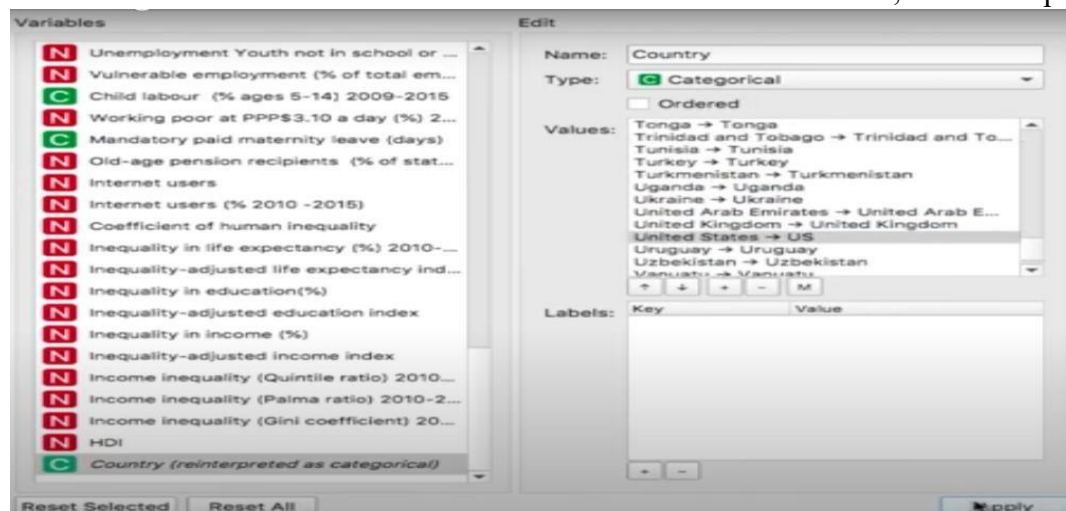 Variables
N Unemployment Youth not in school or ...
N Vulnerable employment (% of total em...
C Child labour (% ages 5-14) 2009-2015
N Working poor at PPP$3.10 a day (%) 2...
C Mandatory paid maternity leave (days)
N Old-age pension recipients (% of stat...
N Internet users
N Internet users (% 2010 -2015)
N Coefficient of human inequality
N Inequality in life expectancy (%) 2010-...
N Inequality-adjusted life expectancy ind...
N Inequality in education(%)
N Inequality-adjusted education index
N Inequality in income (%)
N Inequality-adjusted income index
N Income inequality (Quintile ratio) 2010...
N Income inequality (Palma ratio) 2010-2...
N Income inequality (Gini coefficient) 20...
N HDI
C Country (reinterpreted as categorical)
Reset Selected Reset All
Edit
Name: Country
Type: C Categorical
Ordered
Values:
Tonga → Tonga
Trinidad and Tobago → Trinidad and To...
Tunisia → Tunisia
Turkey → Turkey
Turkmenistan → Turkmenistan
Uganda → Uganda
Ukraine → Ukraine
United Arab Emirates → United Arab E...
United Kingdom → United Kingdom
United States → US
Uruguay → Uruguay
Uzbekistan → Uzbekistan
Vanuatu → Vanuatu
↑ ↓ + - M
Labels: Key Value
+ -
Apply